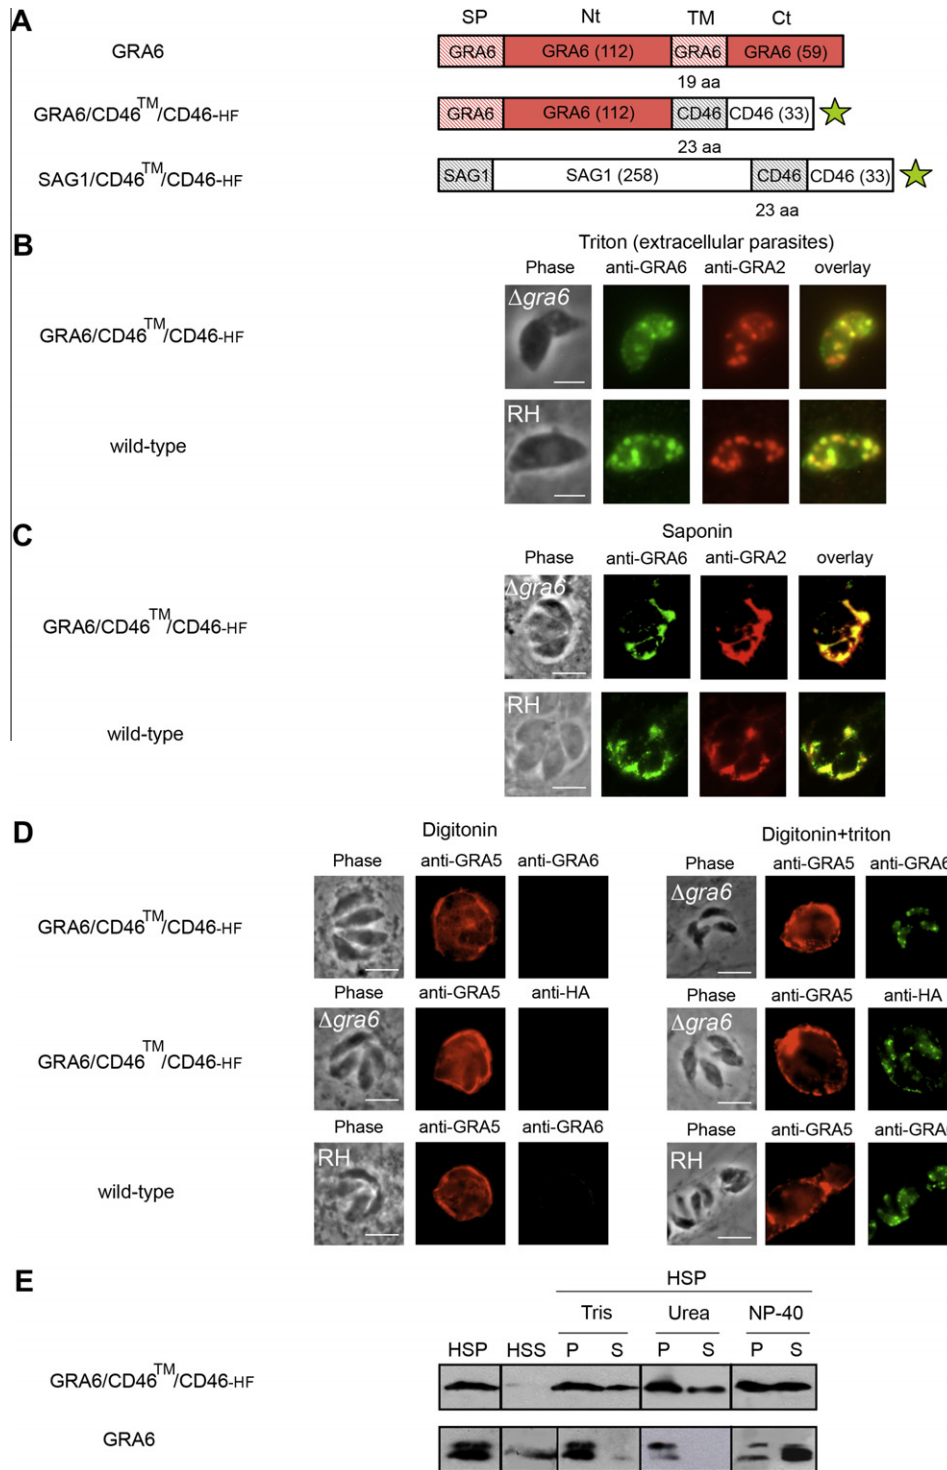 A
SP Nt TM Ct
GRA6 GRA6 GRA6 (112) GRA6 GRA6 (59)
19 aa
GRA6/CD46TM/CD46-HF GRA6 GRA6 (112) CD46 CD46 (33)
23 aa
SAG1/CD46TM/CD46-HF SAG1 SAG1 (258) CD46 CD46 (33)
23 aa
B
Triton (extracellular parasites)
Phase anti-GRA6 anti-GRA2 overlay
GRA6/CD46TM/CD46-HF Δgra6
wild-type RH
C
Saponin
Phase anti-GRA6 anti-GRA2 overlay
GRA6/CD46TM/CD46-HF Δgra6
wild-type RH
D
Digitonin Digitonin+triton
Phase anti-GRA5 anti-GRA6 Phase anti-GRA5 anti-GRA6
GRA6/CD46TM/CD46-HF Δgra6
Phase anti-GRA5 anti-HA Phase anti-GRA5 anti-HA
GRA6/CD46TM/CD46-HF Δgra6 Δgra6
Phase anti-GRA5 anti-GRA6 Phase anti-GRA5 anti-GRA
wild-type RH RH
E
HSP
Tris Urea NP-40
HSP HSS P S P S P S
GRA6/CD46TM/CD46-HF
GRA6